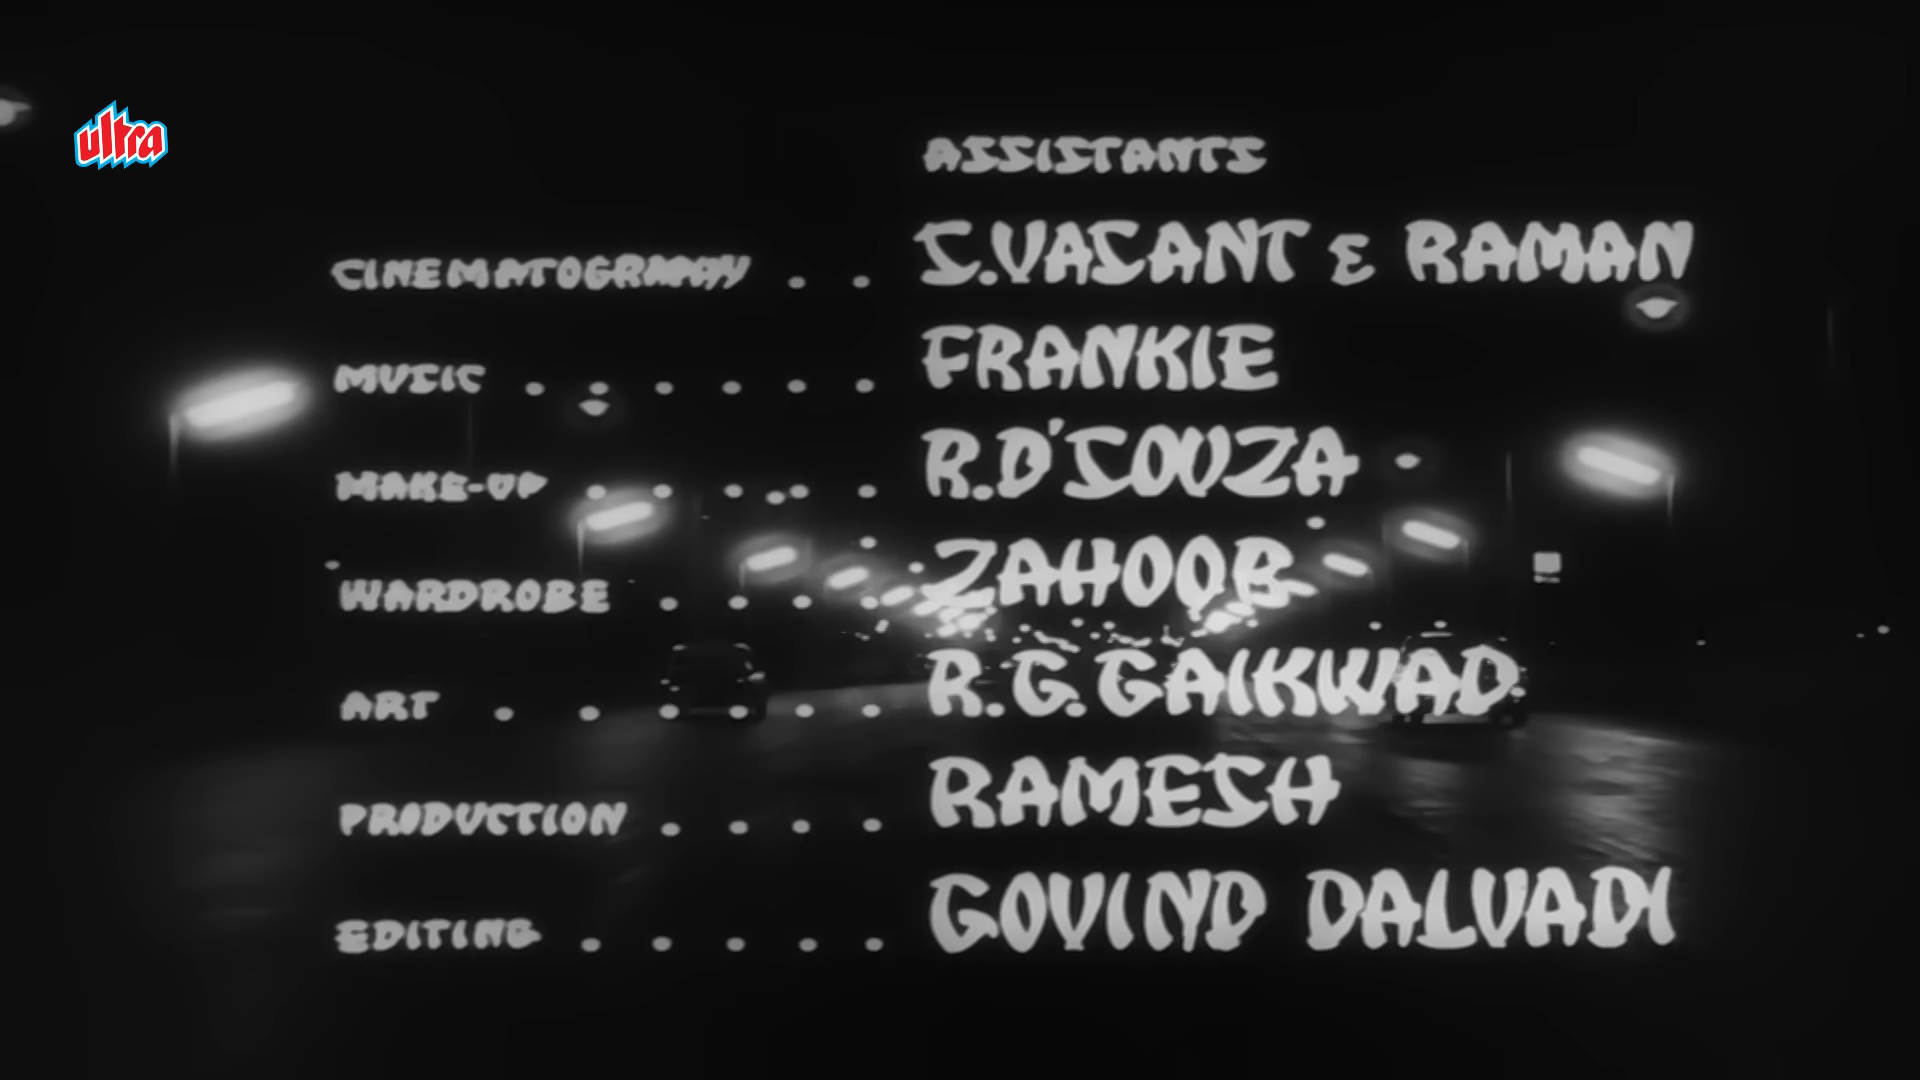 ultra
ASSISTANTS
CINEMATOGRAPHY . . S. VASANT & RAMAN
MUSIC . . . . . . FRANKIE
MAKE-UP . . . . . R. D'SOUZA
WARDROBE . . . . ZAHOOR
ART . . . . . . R. G. GAIKWAD
PRODUCTION . . . . RAMESH
EDITING . . . . . GOVIND DALVADI